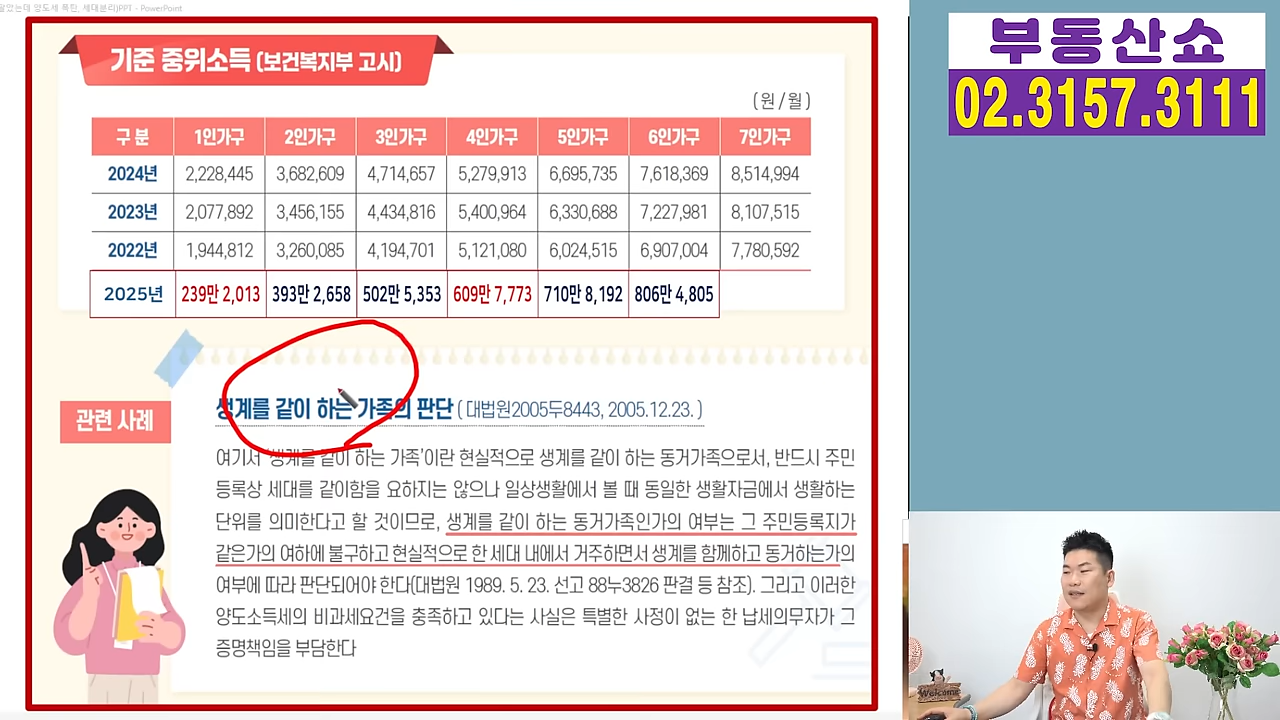 알았는데 양도세 폭탄, 세대분리)PPT - PowerPoint
부동산쇼
02.3157.3111
기준 중위소득 (보건복지부 고시)
(원/월)
구 분 1인가구 2인가구 3인가구 4인가구 5인가구 6인가구 7인가구
2024년 2,228,445 3,682,609 4,714,657 5,279,913 6,695,735 7,618,369 8,514,994
2023년 2,077,892 3,456,155 4,434,816 5,400,964 6,330,688 7,227,981 8,107,515
2022년 1,944,812 3,260,085 4,194,701 5,121,080 6,024,515 6,907,004 7,780,592
2025년 239만 2,013 393만 2,658 502만 5,353 609만 7,773 710만 8,192 806만 4,805
관련 사례
생계를 같이 하는 가족의 판단 ( 대법원2005두8443, 2005.12.23. )
여기서 '생계를 같이 하는 가족'이란 현실적으로 생계를 같이 하는 동거가족으로서, 반드시 주민
등록상 세대를 같이함을 요하지는 않으나 일상생활에서 볼 때 동일한 생활자금에서 생활하는
단위를 의미한다고 할 것이므로, 생계를 같이 하는 동거가족인가의 여부는 그 주민등록지가
같은가의 여하에 불구하고 현실적으로 한 세대 내에서 거주하면서 생계를 함께하고 동거하는가의
여부에 따라 판단되어야 한다(대법원 1989. 5. 23. 선고 88누3826 판결 등 참조). 그리고 이러한
양도소득세의 비과세요건을 충족하고 있다는 사실은 특별한 사정이 없는 한 납세의무자가 그
증명책임을 부담한다
Welcome